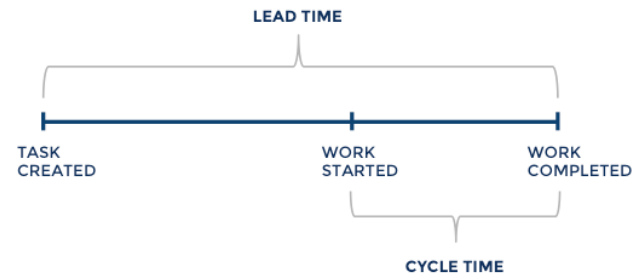 LEAD TIME
TASK
CREATED
WORK
STARTED
WORK
COMPLETED
CYCLE TIME